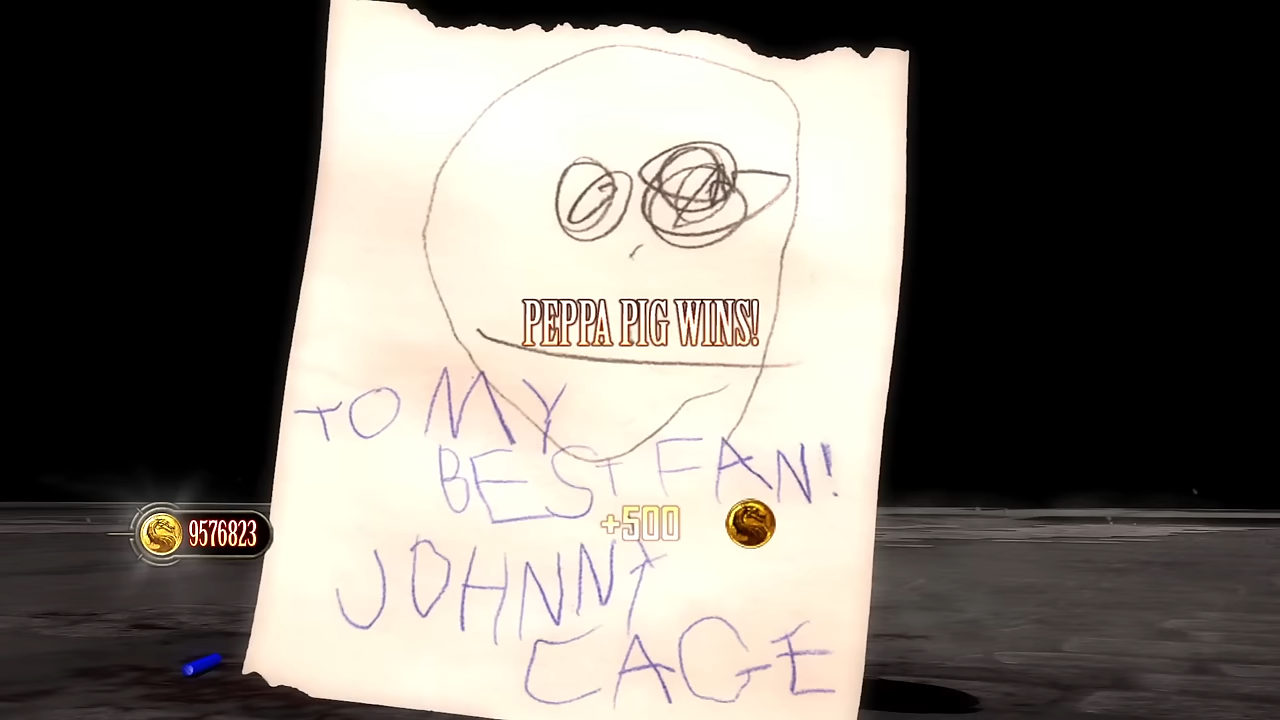 PEPPA PIG WINS!
TO MY
BEST FAN!
+500
9576823
JOHNNY
CAGE